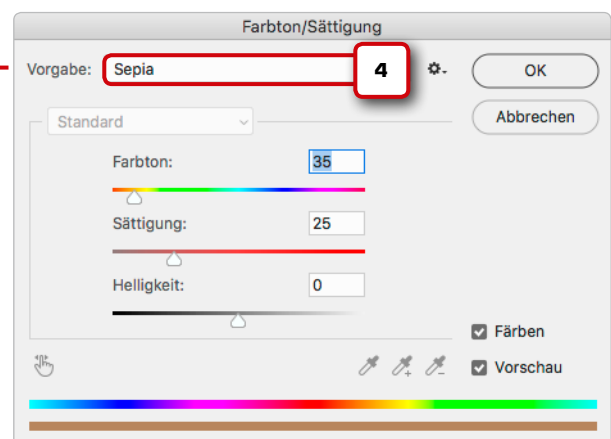 Farbton/Sättigung
Vorgabe: Sepia 4 OK
Standard Abbrechen
Farbton: 35
Sättigung: 25
Helligkeit: 0
Färben
Vorschau